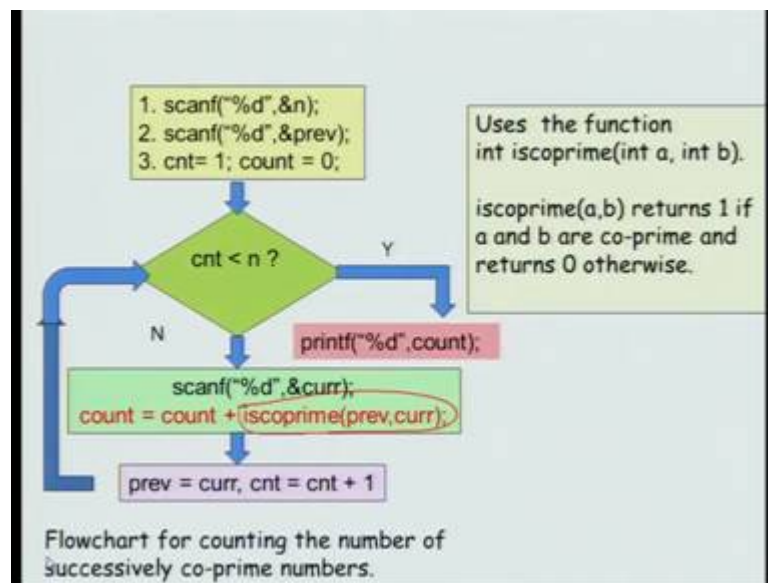 1. scanf("%d",&n);
2. scanf("%d",&prev);
3. cnt= 1; count = 0;
Uses the function
int iscoprime(int a, int b).
iscoprime(a,b) returns 1 if
a and b are co-prime and
returns 0 otherwise.
cnt < n ?
Y
N
printf("%d",count);
scanf("%d",&curr);
count = count + iscoprime(prev,curr);
prev = curr, cnt = cnt + 1
Flowchart for counting the number of
successively co-prime numbers.